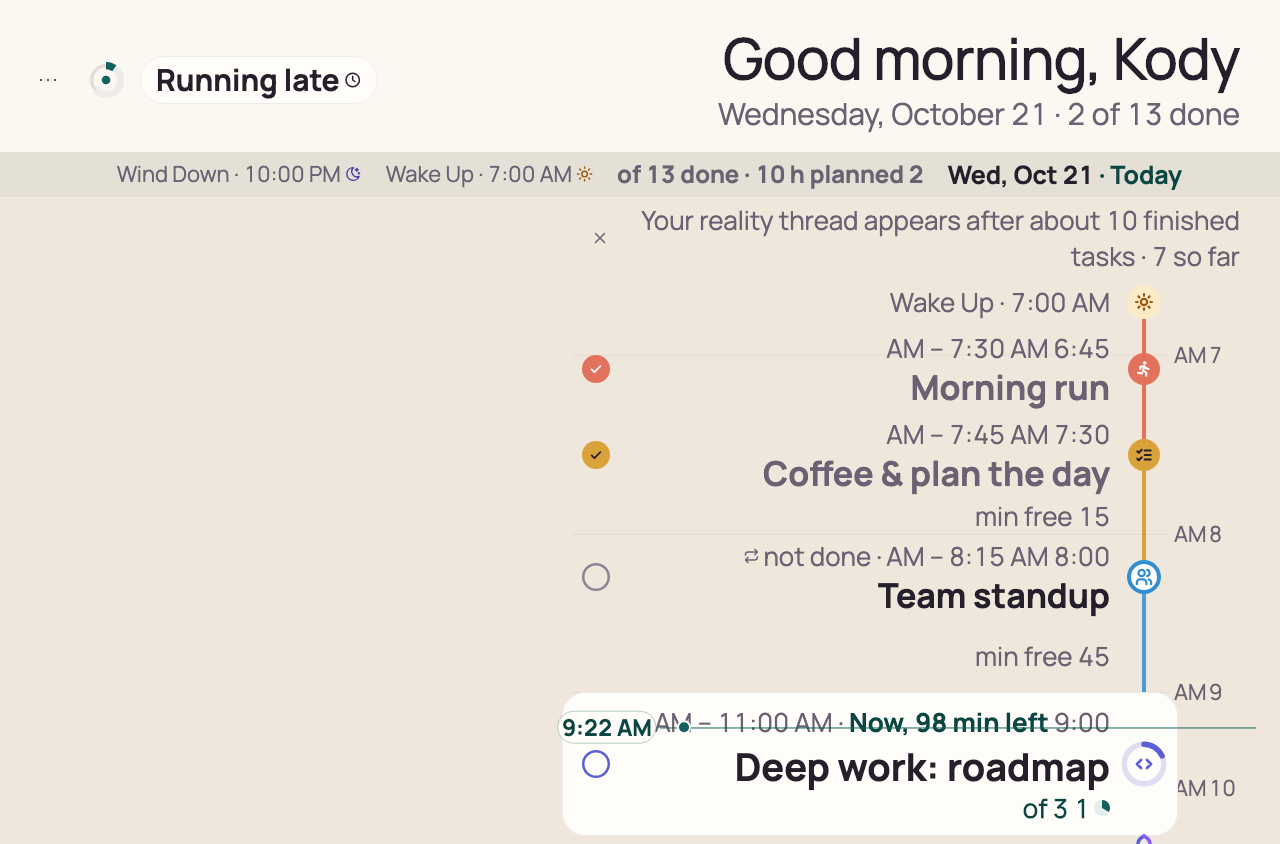 Good morning, Kody
Wednesday, October 21 · 2 of 13 done
Running late
Wind Down · 10:00 PM Wake Up · 7:00 AM of 13 done · 10 h planned 2 Wed, Oct 21 · Today
Your reality thread appears after about 10 finished
tasks · 7 so far
Wake Up · 7:00 AM
AM – 7:30 AM 6:45
AM 7
Morning run
AM – 7:45 AM 7:30
Coffee & plan the day
min free 15
AM 8
not done · AM – 8:15 AM 8:00
Team standup
min free 45
AM 9
9:22 AM
AM – 11:00 AM · Now, 98 min left 9:00
Deep work: roadmap
AM 10
of 3 1